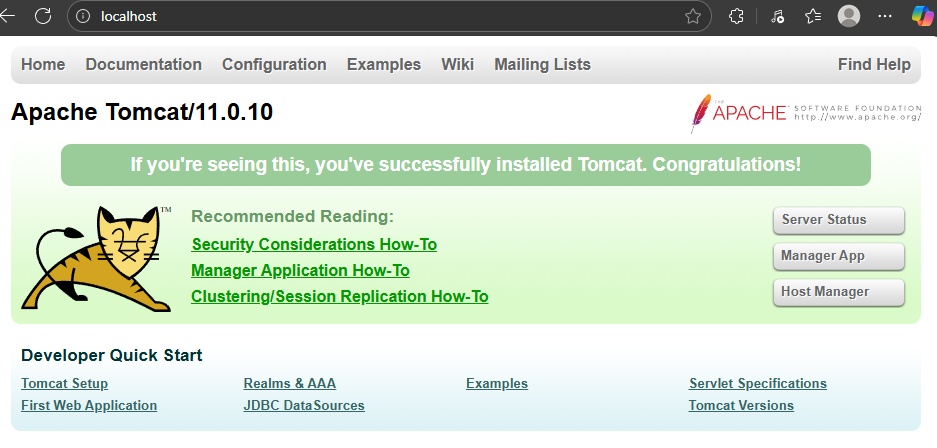 localhost
Home Documentation Configuration Examples Wiki Mailing Lists Find Help
Apache Tomcat/11.0.10
THE APACHE SOFTWARE FOUNDATION
http://www.apache.org/
If you're seeing this, you've successfully installed Tomcat. Congratulations!
TM
Recommended Reading:
Security Considerations How-To
Manager Application How-To
Clustering/Session Replication How-To
Server Status
Manager App
Host Manager
Developer Quick Start
Tomcat Setup
First Web Application
Realms & AAA
JDBC DataSources
Examples
Servlet Specifications
Tomcat Versions